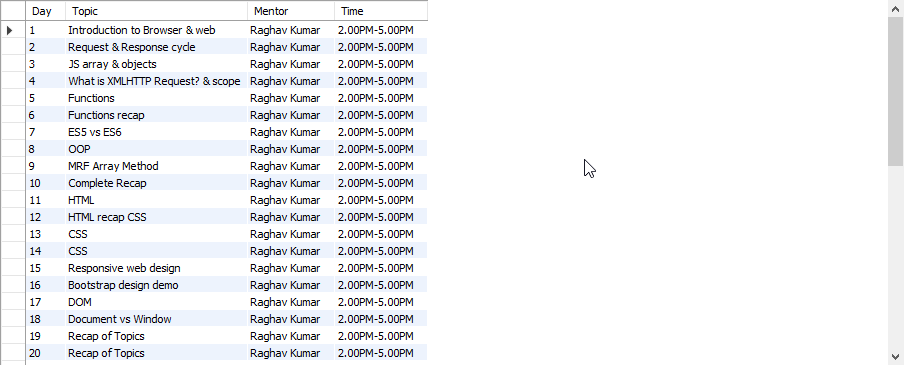 Day Topic Mentor Time
1 Introduction to Browser & web Raghav Kumar 2.00PM-5.00PM
2 Request & Response cycle Raghav Kumar 2.00PM-5.00PM
3 JS array & objects Raghav Kumar 2.00PM-5.00PM
4 What is XMLHTTP Request? & scope Raghav Kumar 2.00PM-5.00PM
5 Functions Raghav Kumar 2.00PM-5.00PM
6 Functions recap Raghav Kumar 2.00PM-5.00PM
7 ES5 vs ES6 Raghav Kumar 2.00PM-5.00PM
8 OOP Raghav Kumar 2.00PM-5.00PM
9 MRF Array Method Raghav Kumar 2.00PM-5.00PM
10 Complete Recap Raghav Kumar 2.00PM-5.00PM
11 HTML Raghav Kumar 2.00PM-5.00PM
12 HTML recap CSS Raghav Kumar 2.00PM-5.00PM
13 CSS Raghav Kumar 2.00PM-5.00PM
14 CSS Raghav Kumar 2.00PM-5.00PM
15 Responsive web design Raghav Kumar 2.00PM-5.00PM
16 Bootstrap design demo Raghav Kumar 2.00PM-5.00PM
17 DOM Raghav Kumar 2.00PM-5.00PM
18 Document vs Window Raghav Kumar 2.00PM-5.00PM
19 Recap of Topics Raghav Kumar 2.00PM-5.00PM
20 Recap of Topics Raghav Kumar 2.00PM-5.00PM